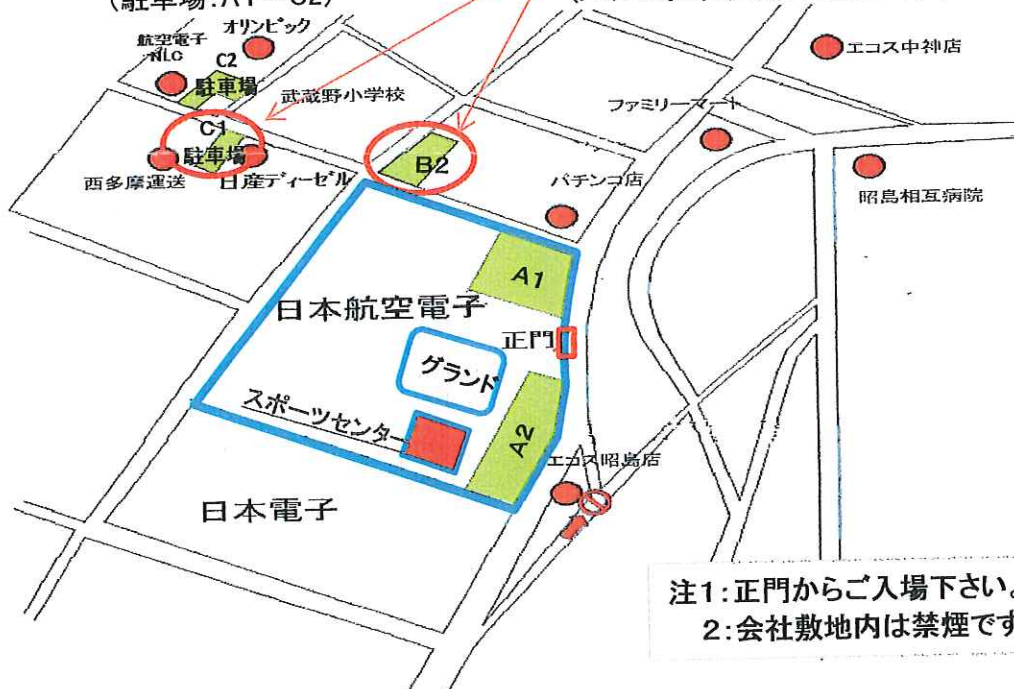 (駐車場:A1～C2)
オリンピック
航空電子
NLC
C2
駐車場
エコス中神店
武蔵野小学校
ファミリーマート
C1
駐車場
B2
西多摩運送
日産ディーゼル
パチンコ店
昭島相互病院
A1
日本航空電子
正門
グランド
スポーツセンター
A2
エコス昭島店
日本電子
注1:正門からご入場下さい。
2:会社敷地内は禁煙です